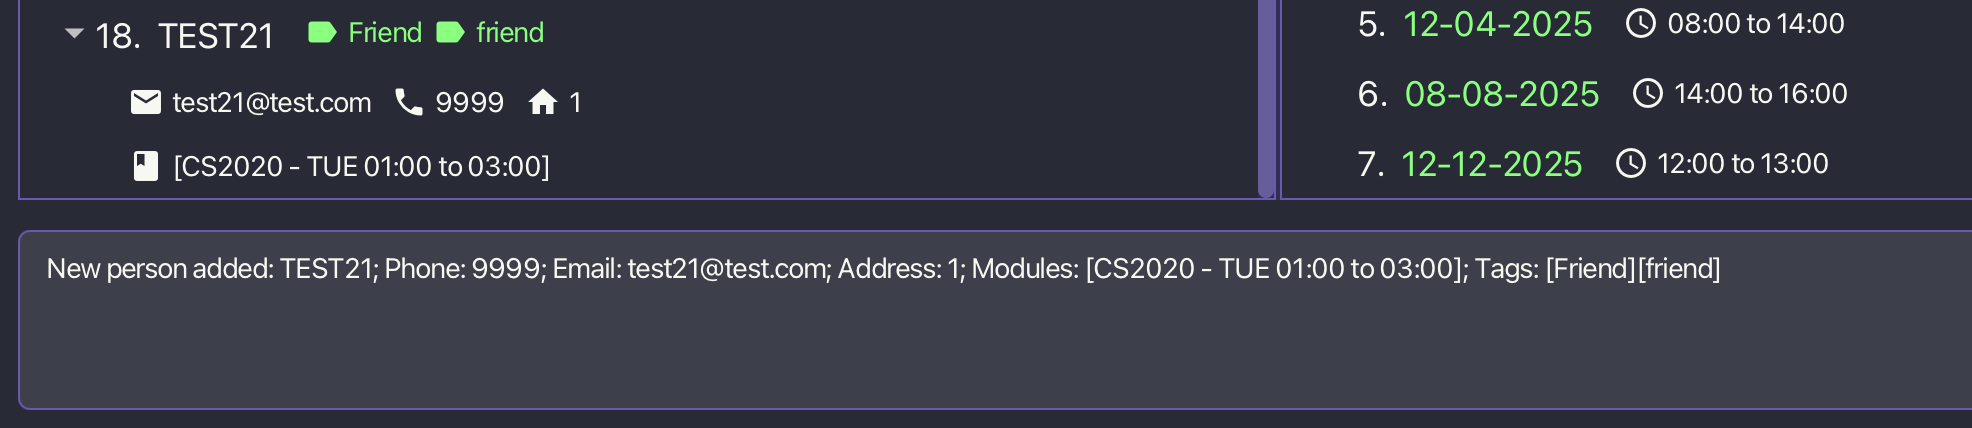 18. TEST21 Friend friend
test21@test.com 9999 1
[CS2020 - TUE 01:00 to 03:00]
5. 12-04-2025 08:00 to 14:00
6. 08-08-2025 14:00 to 16:00
7. 12-12-2025 12:00 to 13:00
New person added: TEST21; Phone: 9999; Email: test21@test.com; Address: 1; Modules: [CS2020 - TUE 01:00 to 03:00]; Tags: [Friend][friend]